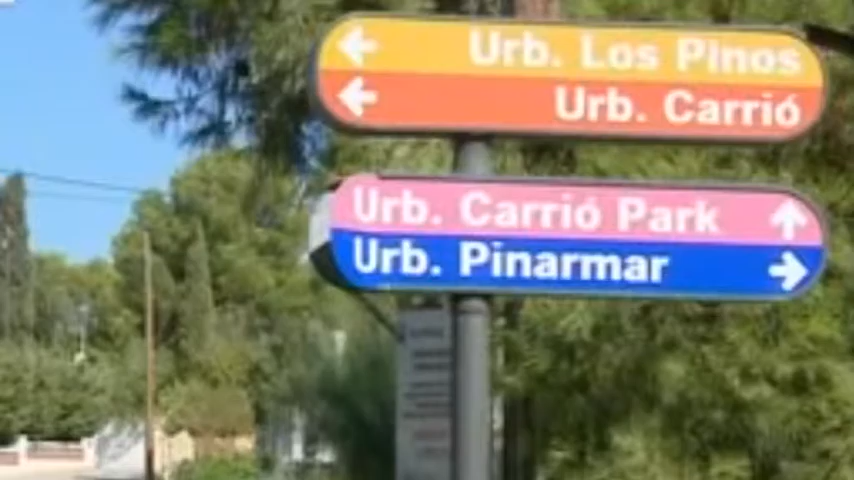 Urb. Los Pinos
Urb. Carrió
Urb. Carrió Park
Urb. Pinarmar